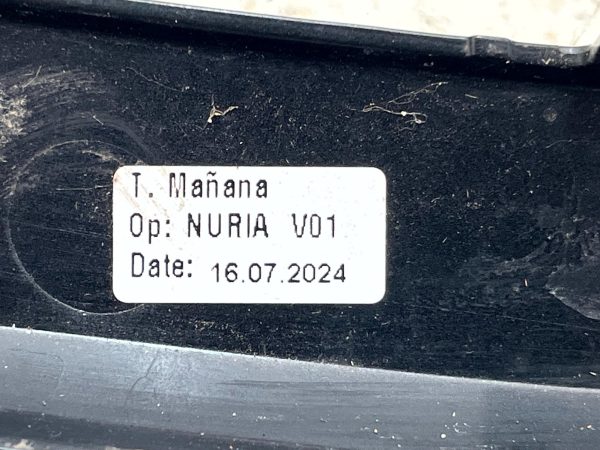 T. Mañana
Op: NURIA V01
Date: 16.07.2024